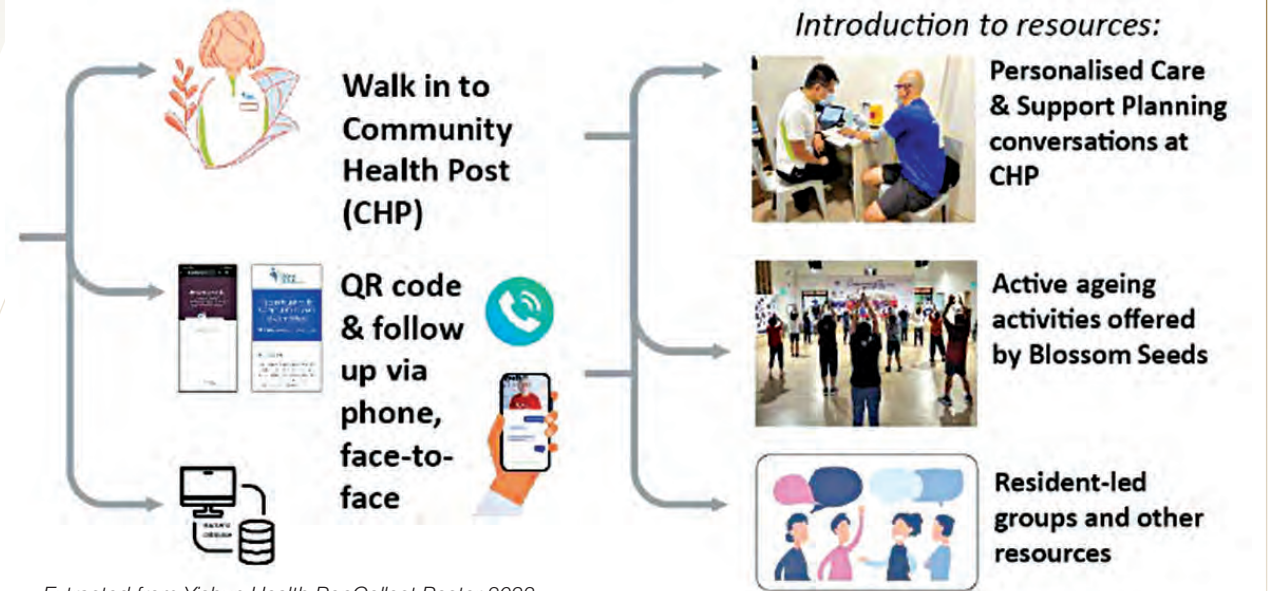 Introduction to resources:
Walk in to
Community
Health Post
(CHP)
QR code
& follow
up via
phone,
face-to-
face
Personalised Care
& Support Planning
conversations at
CHP
Active ageing
activities offered
by Blossom Seeds
Resident-led
groups and other
resources